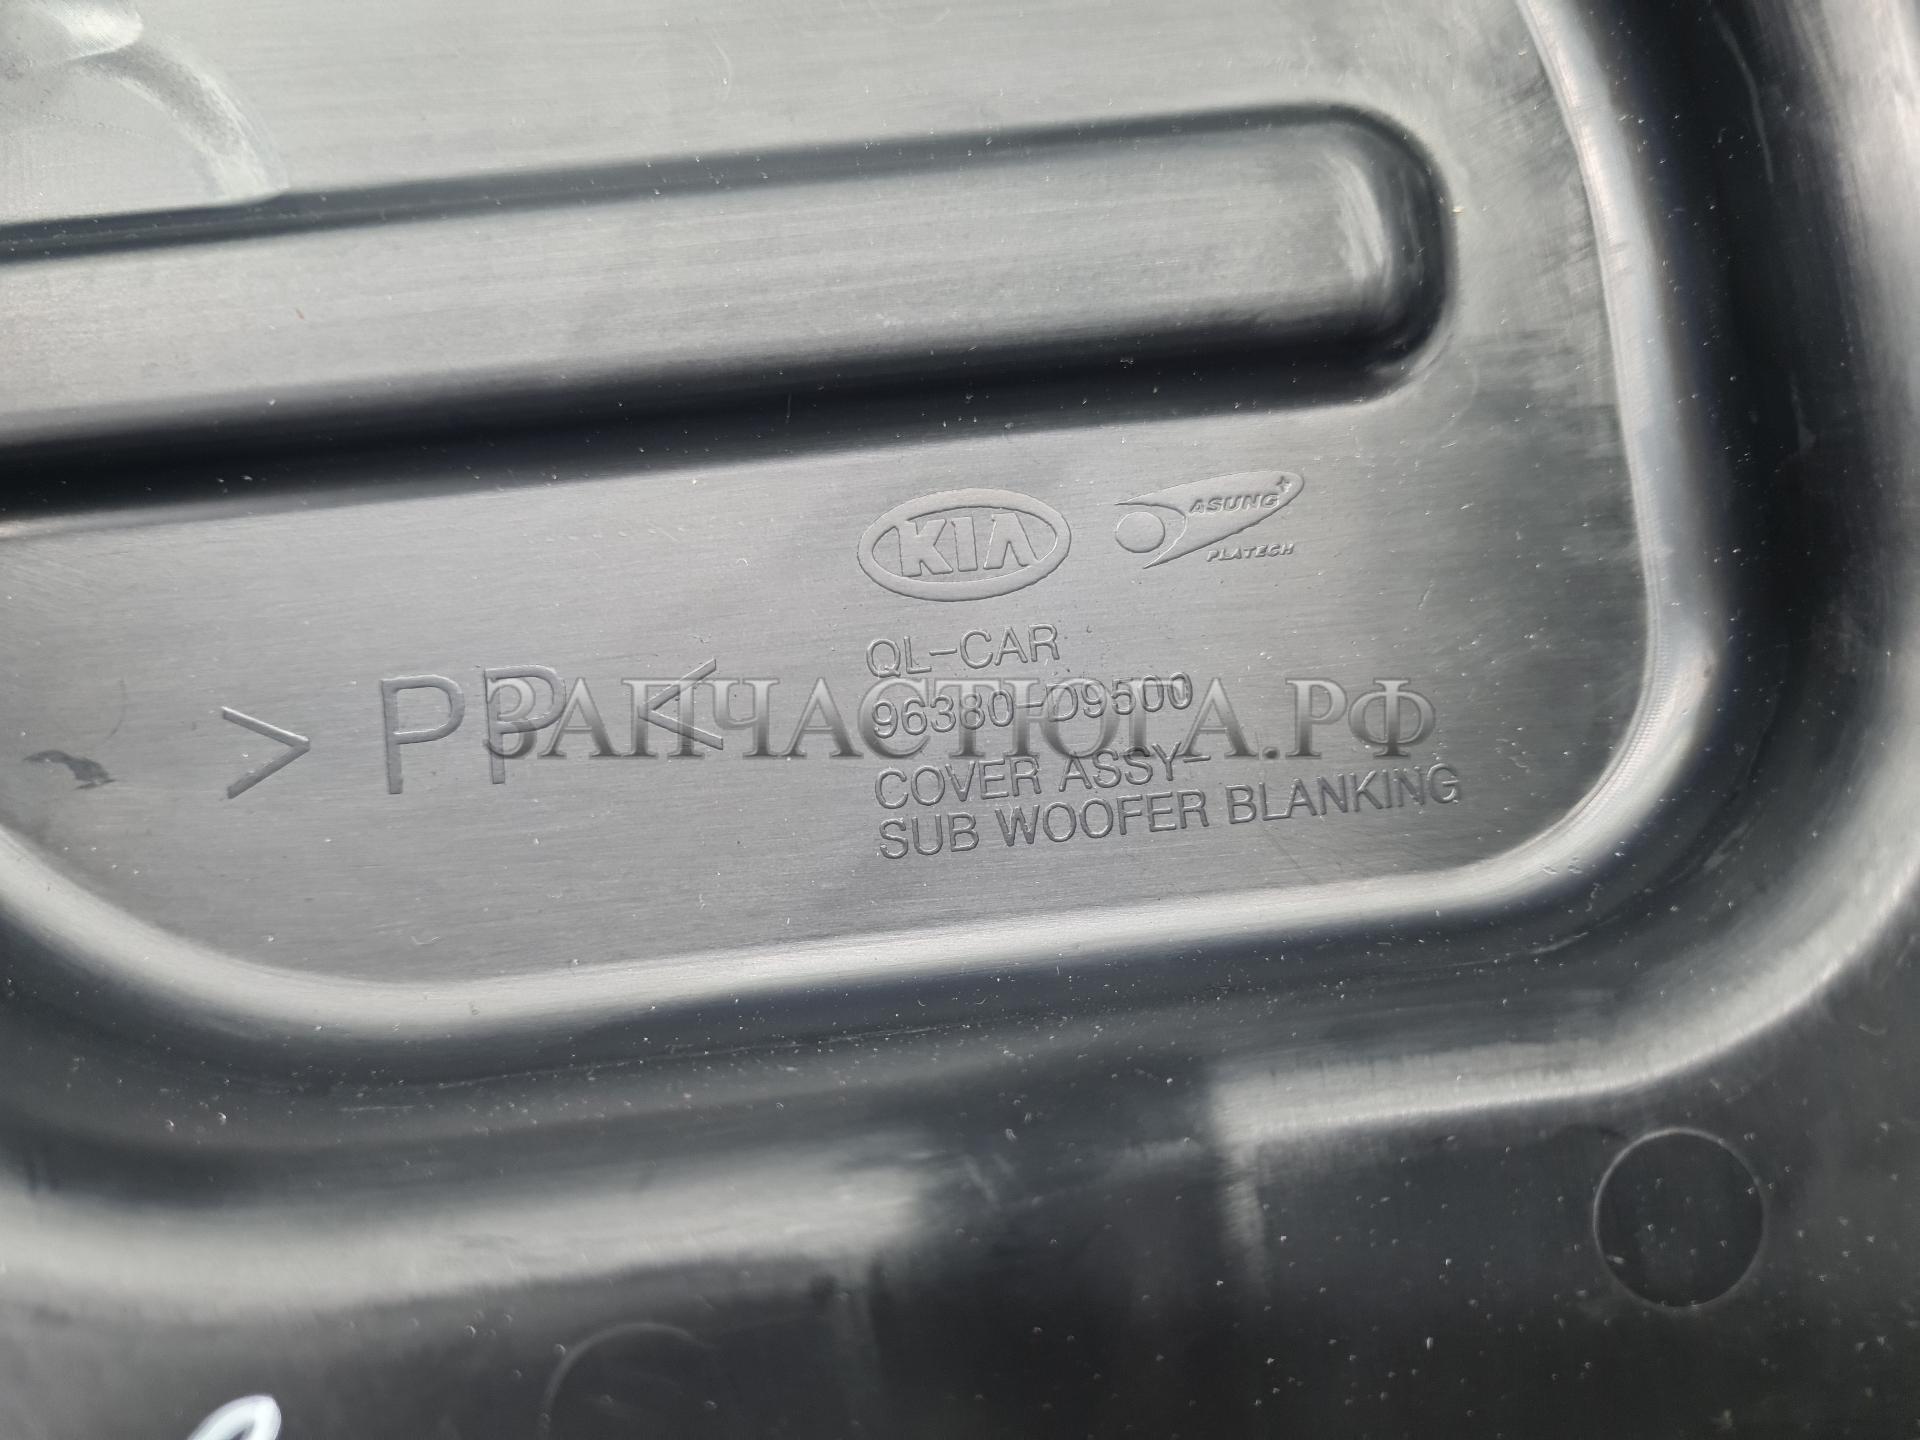 KIA
ASUNG
PLATECH
QL-CAR
96380-D9500
COVER ASSY-
SUB WOOFER BLANKING
> PP <
ЗАПЧАСТЮГА.РФ